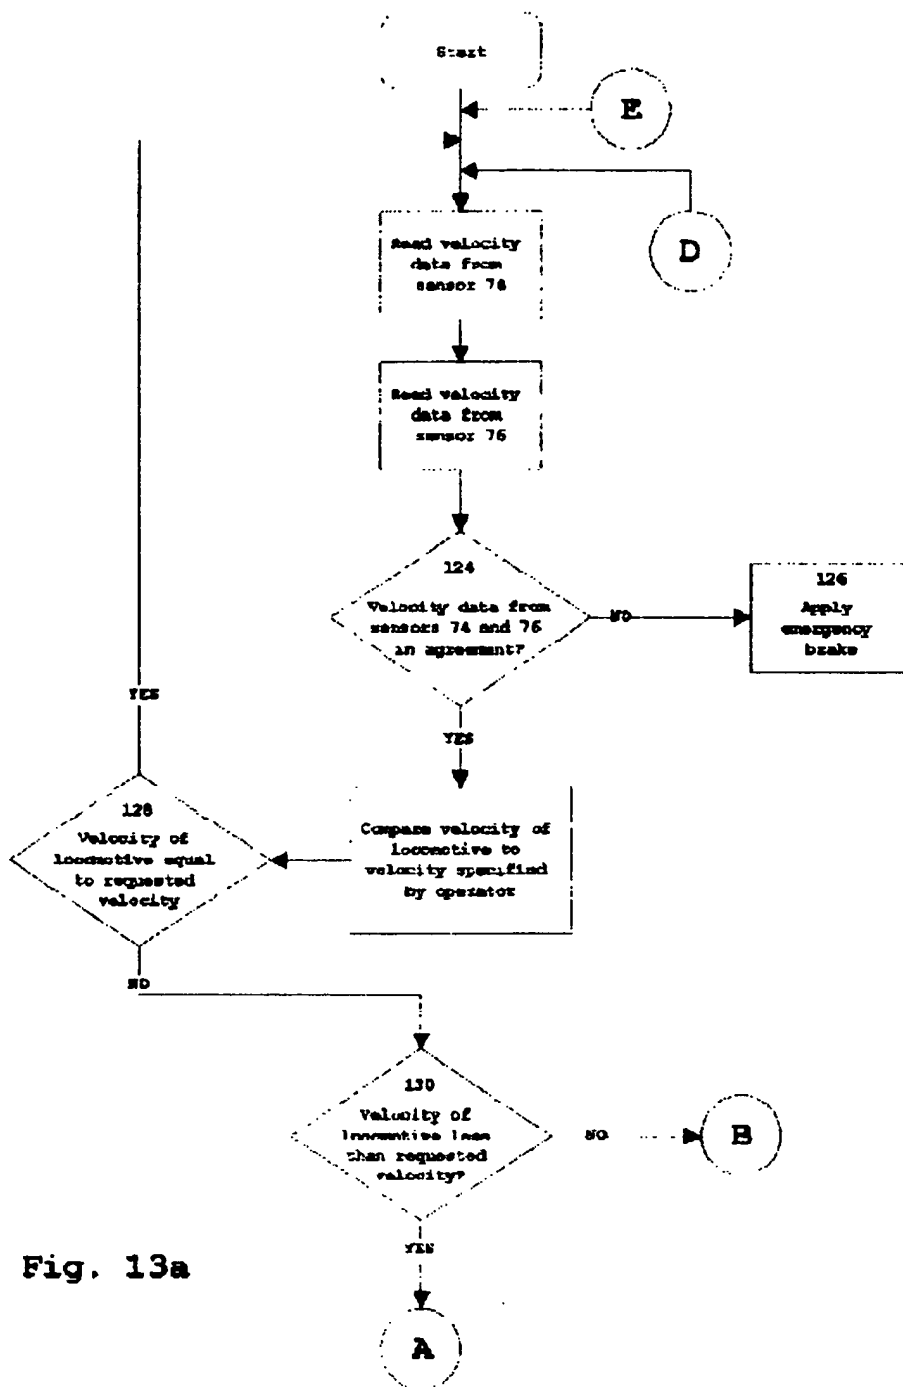 Start
E
D
Read velocity
data from
sensor 74
Read velocity
data from
sensor 76
124
Velocity data from
sensors 74 and 76
in agreement?
NO
126
Apply
emergency
brake
YES
YES
128
Velocity of
locomotive equal
to requested
velocity
Compare velocity of
locomotive to
velocity specified
by operator
NO
130
Velocity of
locomotive less
than requested
velocity?
NO
B
YES
Fig. 13a
A